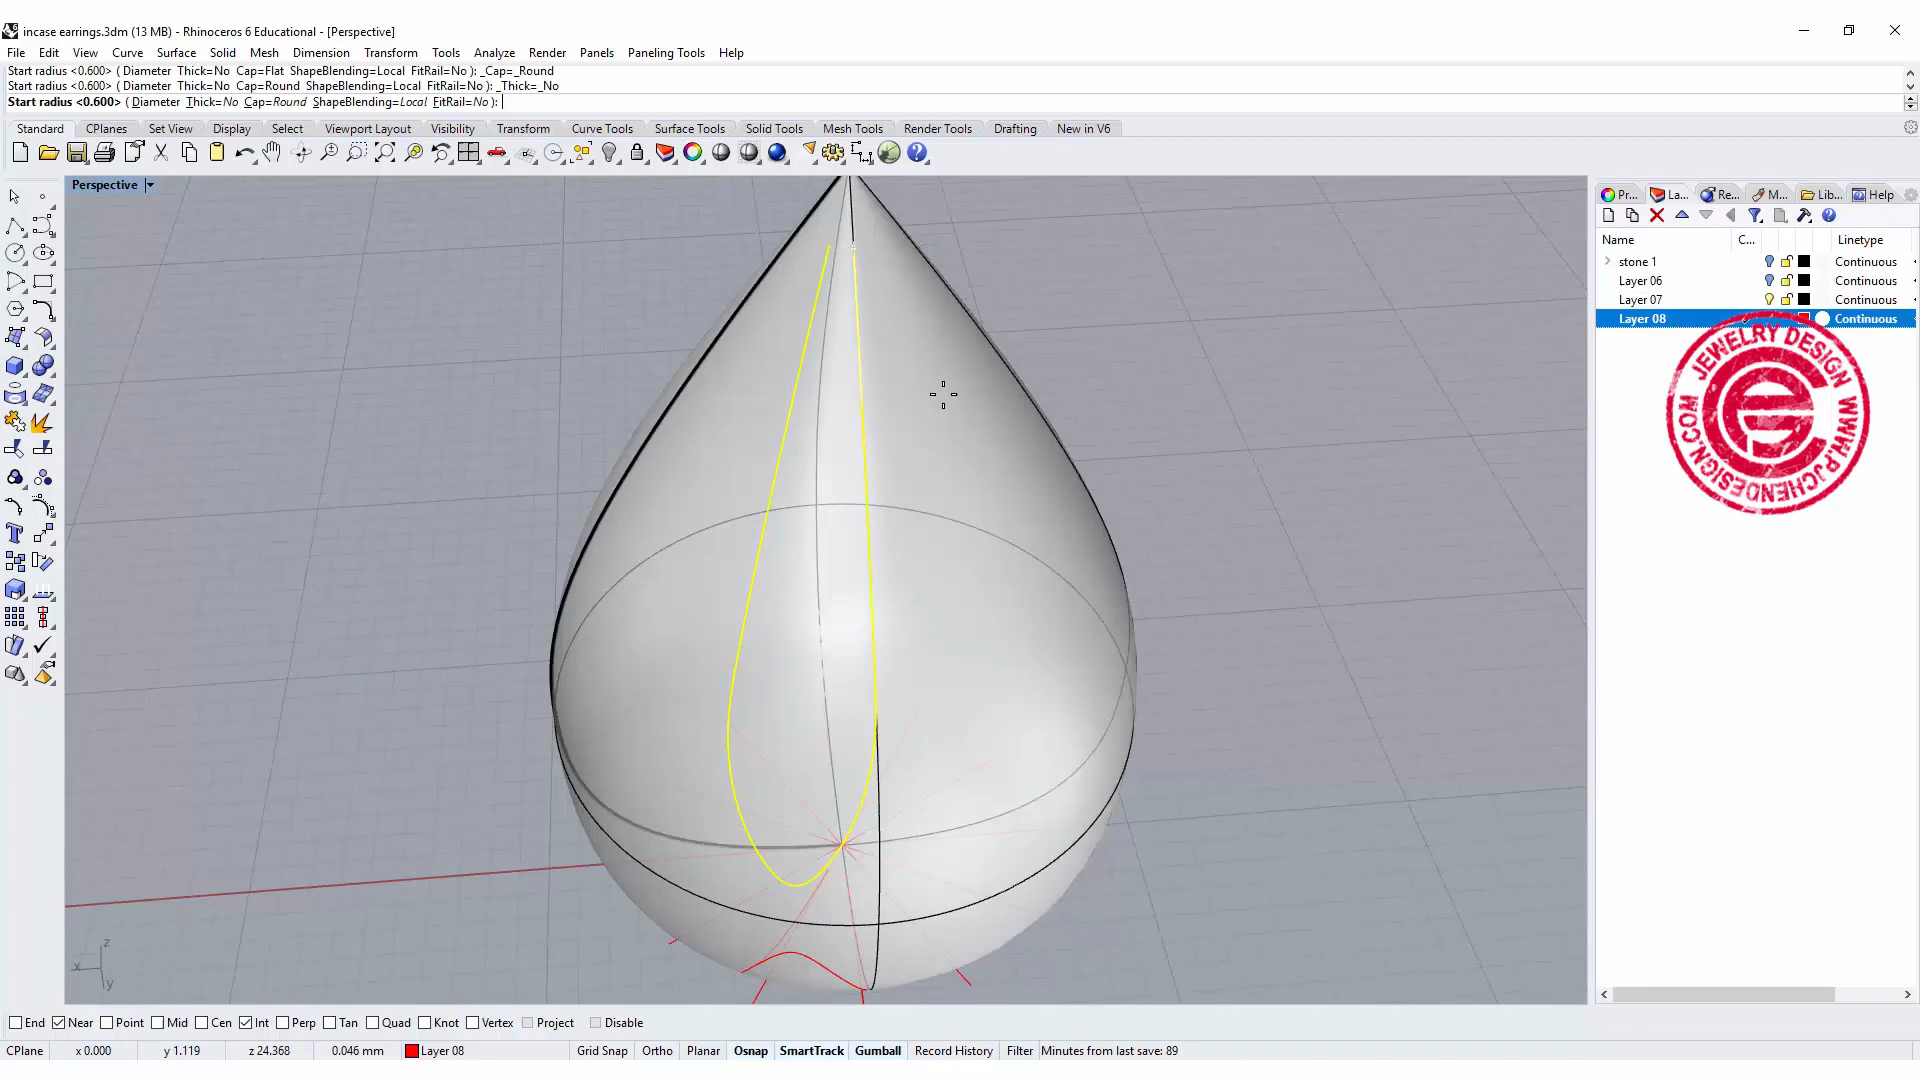 incase earrings.3dm (13 MB) - Rhinoceros 6 Educational - [Perspective]
File Edit View Curve Surface Solid Mesh Dimension Transform Tools Analyze Render Panels Paneling Tools Help
Start radius <0.600> ( Diameter Thick=No Cap=Flat ShapeBlending=Local FitRail=No ): _Cap=_Round
Start radius <0.600> ( Diameter Thick=No Cap=Round ShapeBlending=Local FitRail=No ): _Thick=_No
Start radius <0.600> ( Diameter Thick=No Cap=Round ShapeBlending=Local FitRail=No ):
Standard CPlanes Set View Display Select Viewport Layout Visibility Transform Curve Tools Surface Tools Solid Tools Mesh Tools Render Tools Drafting New in V6
Perspective
Pr... La... Re... M... Lib... Help
Name C... Linetype
stone 1 Continuous
Layer 06 Continuous
Layer 07 Continuous
Layer 08 Continuous
JEWELRY DESIGN WWW.PJCHENDESIGN.COM
z
x
y
End Near Point Mid Cen Int Perp Tan Quad Knot Vertex Project Disable
CPlane x 0.000 y 1.119 z 24.368 0.046 mm Layer 08 Grid Snap Ortho Planar Osnap SmartTrack Gumball Record History Filter Minutes from last save: 89